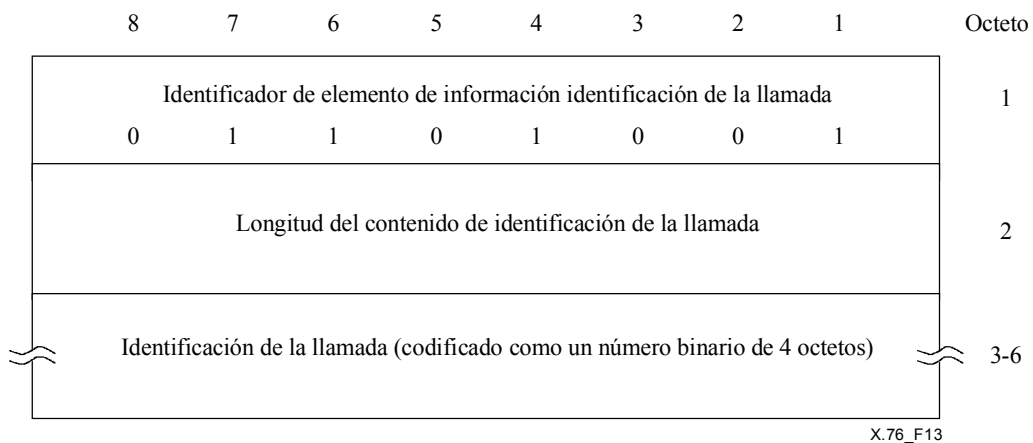 8 7 6 5 4 3 2 1 Octeto
Identificador de elemento de información identificación de la llamada
1
0 1 1 0 1 0 0 1
Longitud del contenido de identificación de la llamada
2
Identificación de la llamada (codificado como un número binario de 4 octetos)
3-6
X.76_F13